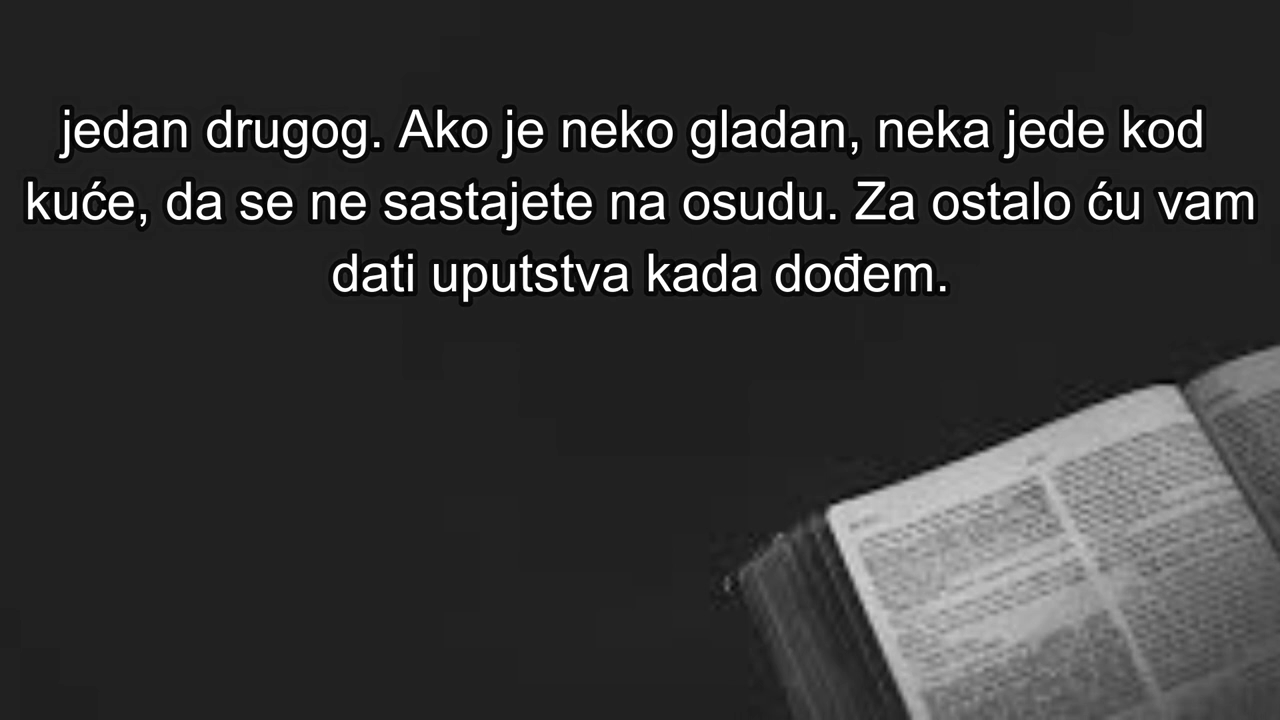 jedan drugog. Ako je neko gladan, neka jede kod
kuće, da se ne sastajete na osudu. Za ostalo ću vam
dati uputstva kada dođem.